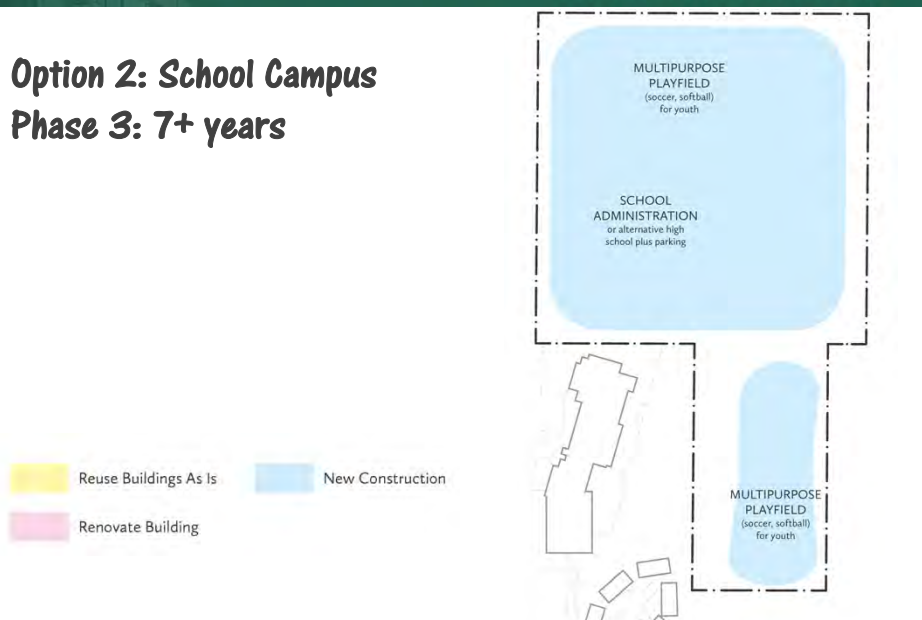 Option 2: School Campus
Phase 3: 7+ years
MULTIPURPOSE
PLAYFIELD
(soccer, softball)
for youth
SCHOOL
ADMINISTRATION
or alternative high
school plus parking
Reuse Buildings As Is
New Construction
Renovate Building
MULTIPURPOSE
PLAYFIELD
(soccer, softball)
for youth